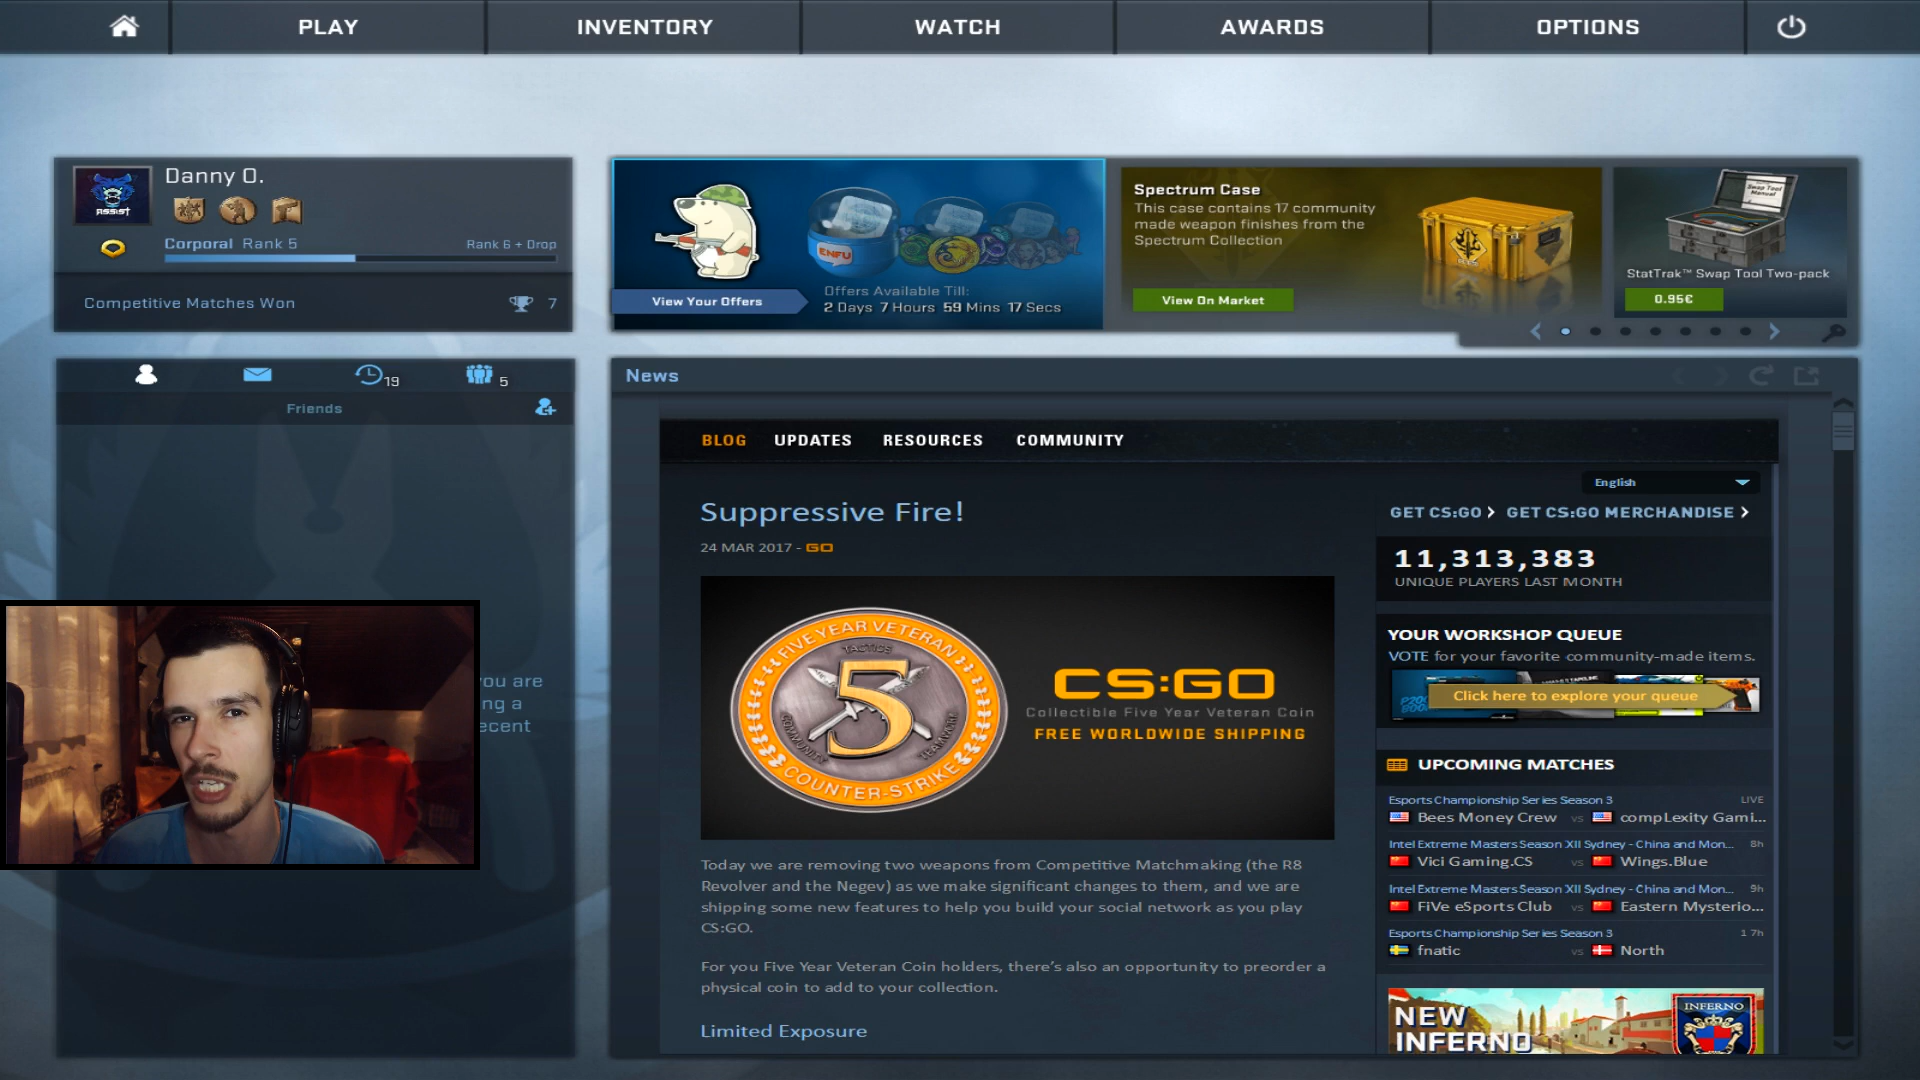 PLAY
INVENTORY
WATCH
AWARDS
OPTIONS
Danny O.
ASSIST
Corporal Rank 5
Rank 6 + Drop
Competitive Matches Won
7
ENFU
View Your Offers
Offers Available Till:
2 Days 7 Hours 59 Mins 17 Secs
Spectrum Case
This case contains 17 community
made weapon finishes from the
Spectrum Collection
View On Market
Swap Tool
Manual
StatTrak™ Swap Tool Two-pack
0.95€
19
5
Friends
you are
ng a
ecent
News
BLOG
UPDATES
RESOURCES
COMMUNITY
English
Suppressive Fire!
24 MAR 2017 - GO
FIVE YEAR VETERAN
TACTICS
5
COMMUNITY
TEAMWORK
COUNTER-STRIKE
CS:GO
Collectible Five Year Veteran Coin
FREE WORLDWIDE SHIPPING
Today we are removing two weapons from Competitive Matchmaking (the R8
Revolver and the Negev) as we make significant changes to them, and we are
shipping some new features to help you build your social network as you play
CS:GO.
For you Five Year Veteran Coin holders, there's also an opportunity to preorder a
physical coin to add to your collection.
Limited Exposure
GET CS:GO
GET CS:GO MERCHANDISE
11,313,383
UNIQUE PLAYERS LAST MONTH
YOUR WORKSHOP QUEUE
VOTE for your favorite community-made items.
Click here to explore your queue
UPCOMING MATCHES
Esports Championship Series Season 3 LIVE
Bees Money Crew vs compLexity Gami...
Intel Extreme Masters Season XII Sydney - China and Mon... 8h
Vici Gaming.CS vs Wings.Blue
Intel Extreme Masters Season XII Sydney - China and Mon... 9h
FiVe eSports Club vs Eastern Mysterio...
Esports Championship Series Season 3 17h
fnatic vs North
NEW
INFERNO
INFERNO